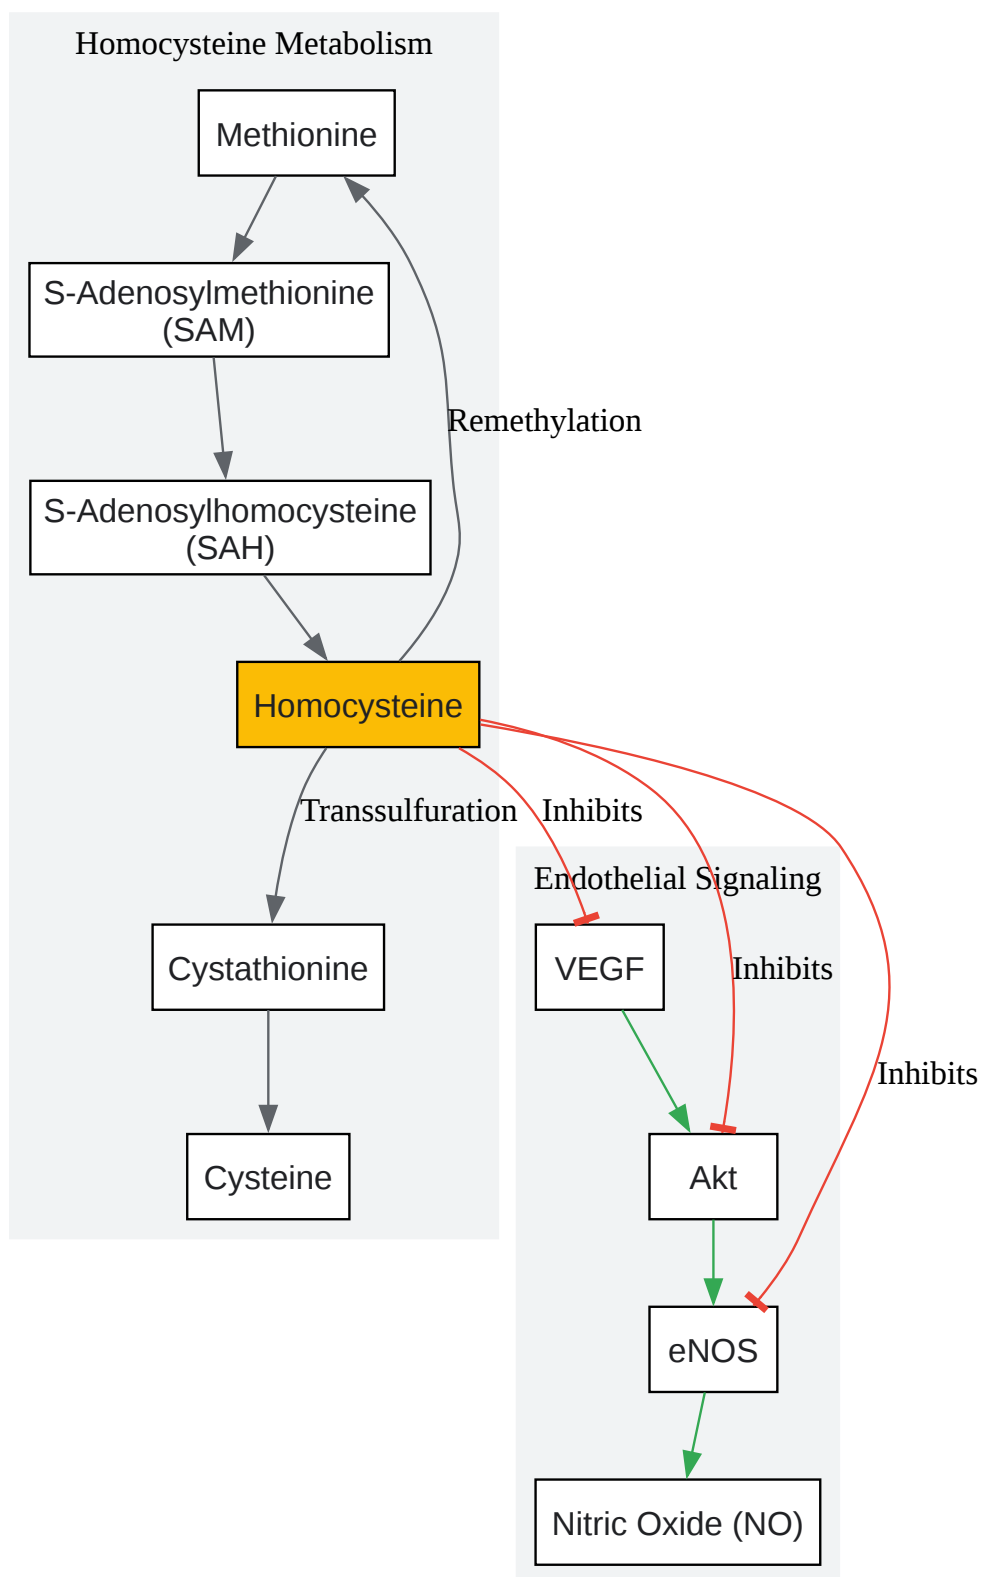 Homocysteine Metabolism
Methionine
S-Adenosylmethionine
(SAM)
Remethylation
S-Adenosylhomocysteine
(SAH)
Homocysteine
Transsulfuration
Inhibits
Endothelial Signaling
Cystathionine
VEGF
Inhibits
Inhibits
Cysteine
Akt
eNOS
Nitric Oxide (NO)